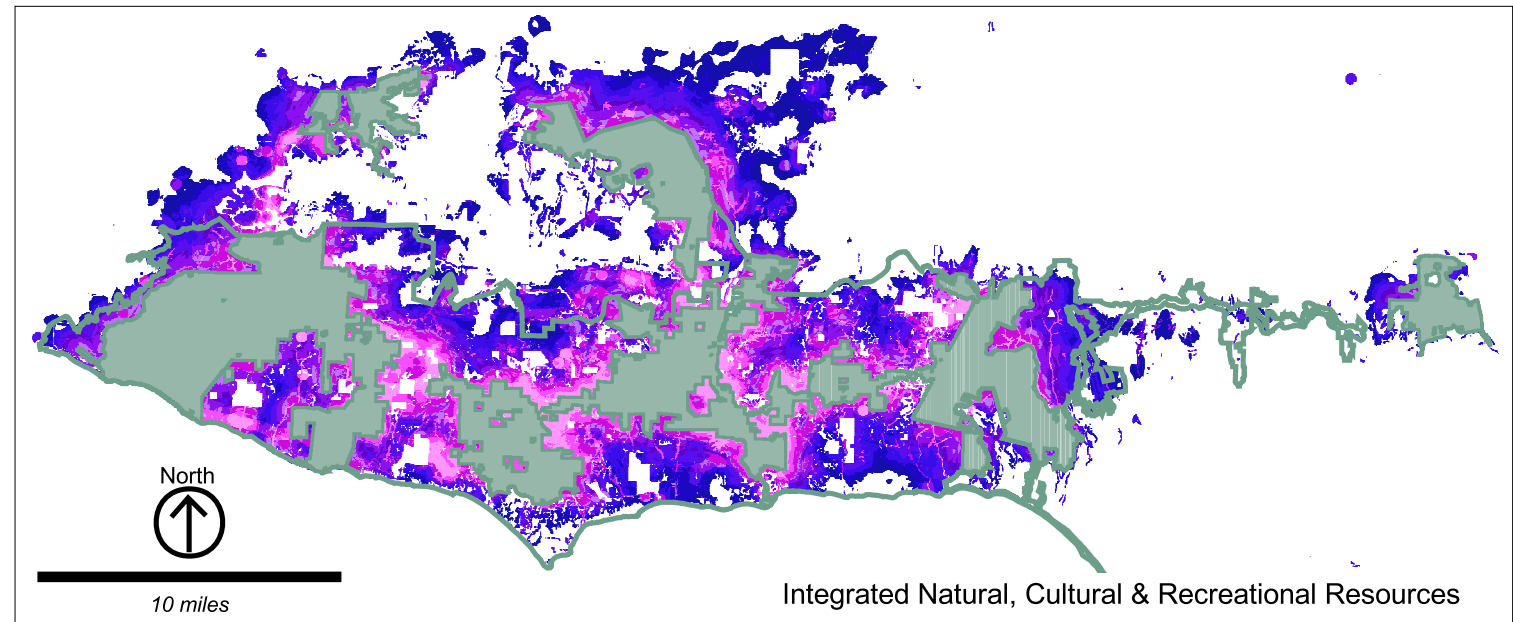 North
10 miles
Integrated Natural, Cultural & Recreational Resources